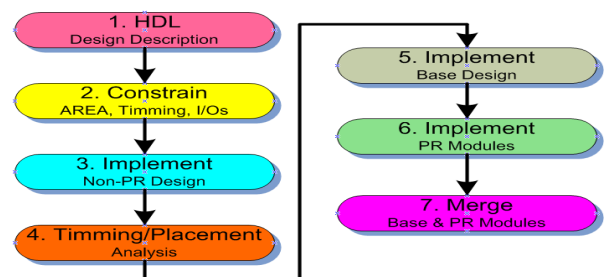 1. HDL
Design Description
2. Constrain
AREA, Timming, I/Os
3. Implement
Non-PR Design
4. Timming/Placement
Analysis
5. Implement
Base Design
6. Implement
PR Modules
7. Merge
Base & PR Modules